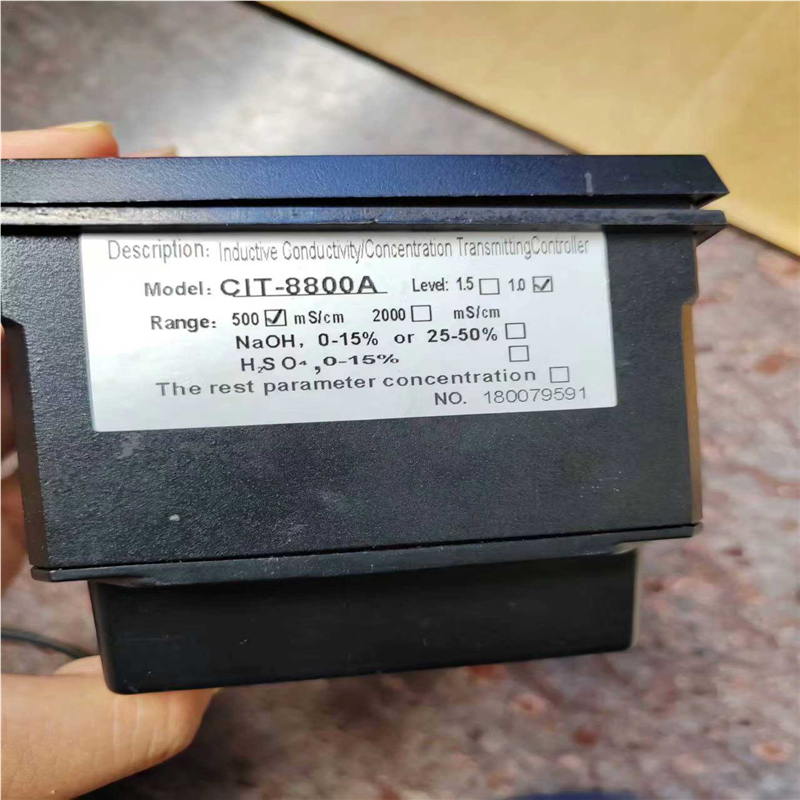 Description: Inductive Conductivity/Concentration TransmittingController
Model: CIT-8800A Level: 1.5 ☐ 1.0 ☑
Range: 500 ☑ mS/cm 2000 ☐ mS/cm
NaOH, 0-15% or 25-50% ☐
H₂SO₄,0-15% ☐
The rest parameter concentration ☐
NO. 180079591